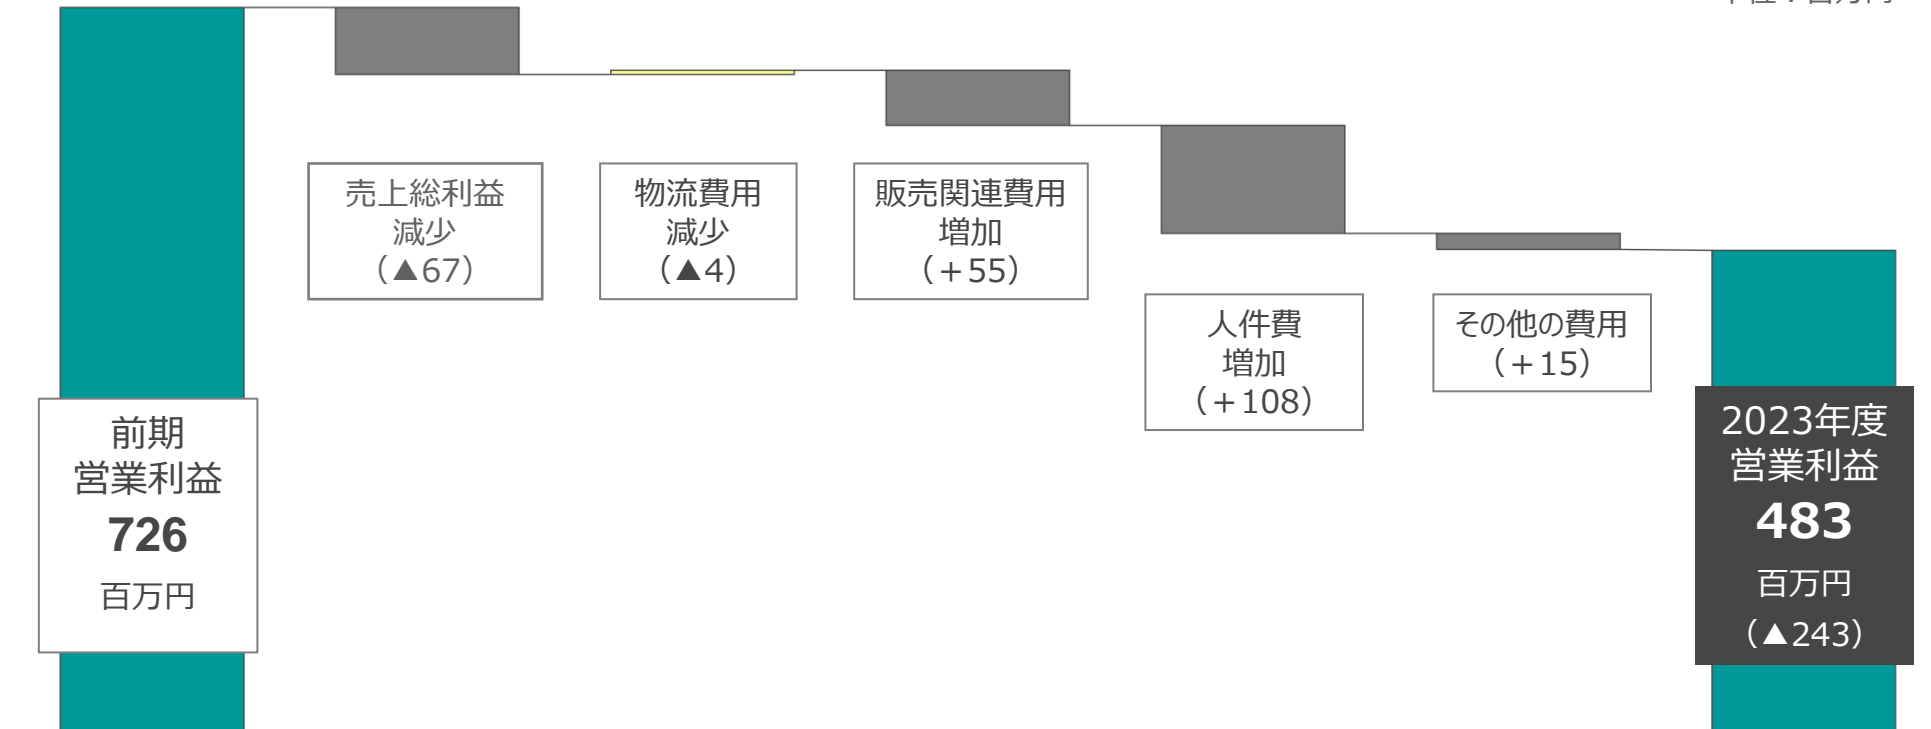 売上総利益
減少
（▲67）
物流費用
減少
（▲4）
販売関連費用
増加
（＋55）
人件費
増加
（＋108）
その他の費用
（＋15）
前期
営業利益
726
百万円
2023年度
営業利益
483
百万円
（▲243）